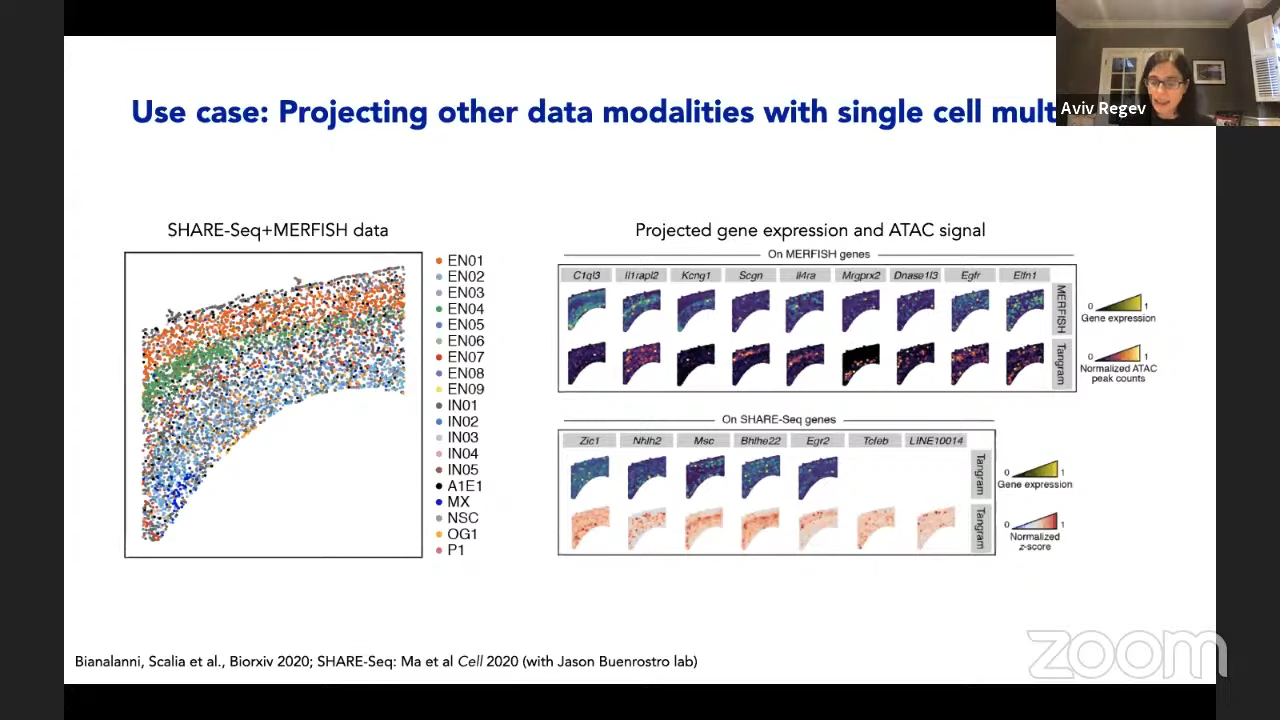 Aviv Regev
Use case: Projecting other data modalities with single cell mult
SHARE-Seq+MERFISH data
EN01
EN02
EN03
EN04
EN05
EN06
EN07
EN08
EN09
IN01
IN02
IN03
IN04
IN05
A1E1
MX
NSC
OG1
P1
Projected gene expression and ATAC signal
On MERFISH genes
C1ql3 Il1rapl2 Kcng1 Scgn Il4ra Mrgprx2 Dnase1l3 Egfr Elfn1
MERFISH
0 1
Gene expression
Tangram
0 1
Normalized ATAC
peak counts
On SHARE-Seq genes
Zic1 Nhlh2 Msc Bhlhe22 Egr2 Tcfeb LINE10014
Tangram
0 1
Gene expression
Tangram
0 1
Normalized
z-score
Bianalanni, Scalia et al., Biorxiv 2020; SHARE-Seq: Ma et al Cell 2020 (with Jason Buenrostro lab)
zoom